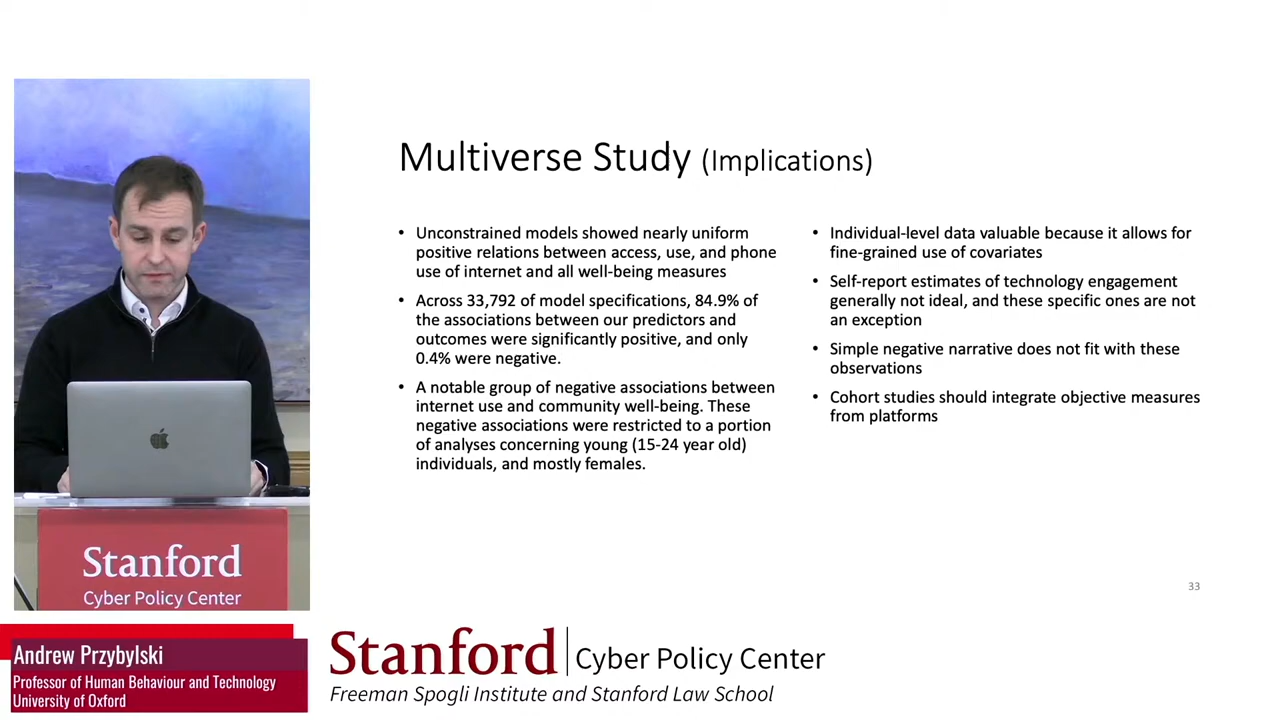 Multiverse Study (Implications)
• Unconstrained models showed nearly uniform
positive relations between access, use, and phone
use of internet and all well-being measures
• Across 33,792 of model specifications, 84.9% of
the associations between our predictors and
outcomes were significantly positive, and only
0.4% were negative.
• A notable group of negative associations between
internet use and community well-being. These
negative associations were restricted to a portion
of analyses concerning young (15-24 year old)
individuals, and mostly females.
• Individual-level data valuable because it allows for
fine-grained use of covariates
• Self-report estimates of technology engagement
generally not ideal, and these specific ones are not
an exception
• Simple negative narrative does not fit with these
observations
• Cohort studies should integrate objective measures
from platforms
33
Stanford
Cyber Policy Center
Andrew Przybylski
Professor of Human Behaviour and Technology
University of Oxford
Stanford | Cyber Policy Center
Freeman Spogli Institute and Stanford Law School